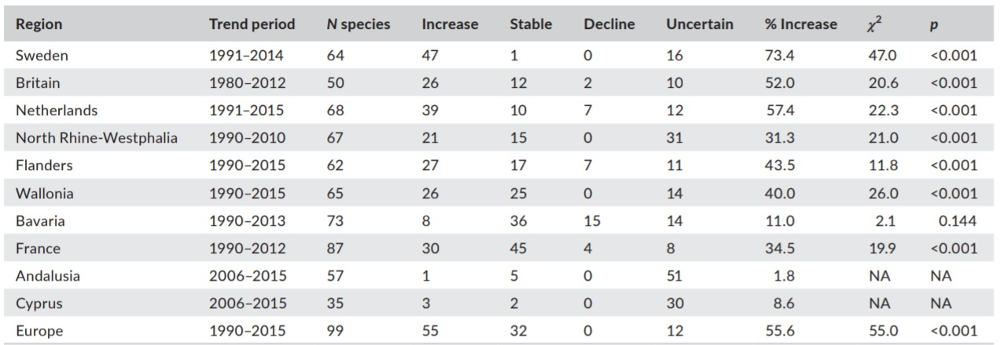 Region Trend period N species Increase Stable Decline Uncertain % Increase χ² p
Sweden 1991–2014 64 47 1 0 16 73.4 47.0 <0.001
Britain 1980–2012 50 26 12 2 10 52.0 20.6 <0.001
Netherlands 1991–2015 68 39 10 7 12 57.4 22.3 <0.001
North Rhine-Westphalia 1990–2010 67 21 15 0 31 31.3 21.0 <0.001
Flanders 1990–2015 62 27 17 7 11 43.5 11.8 <0.001
Wallonia 1990–2015 65 26 25 0 14 40.0 26.0 <0.001
Bavaria 1990–2013 73 8 36 15 14 11.0 2.1 0.144
France 1990–2012 87 30 45 4 8 34.5 19.9 <0.001
Andalusia 2006–2015 57 1 5 0 51 1.8 NA NA
Cyprus 2006–2015 35 3 2 0 30 8.6 NA NA
Europe 1990–2015 99 55 32 0 12 55.6 55.0 <0.001